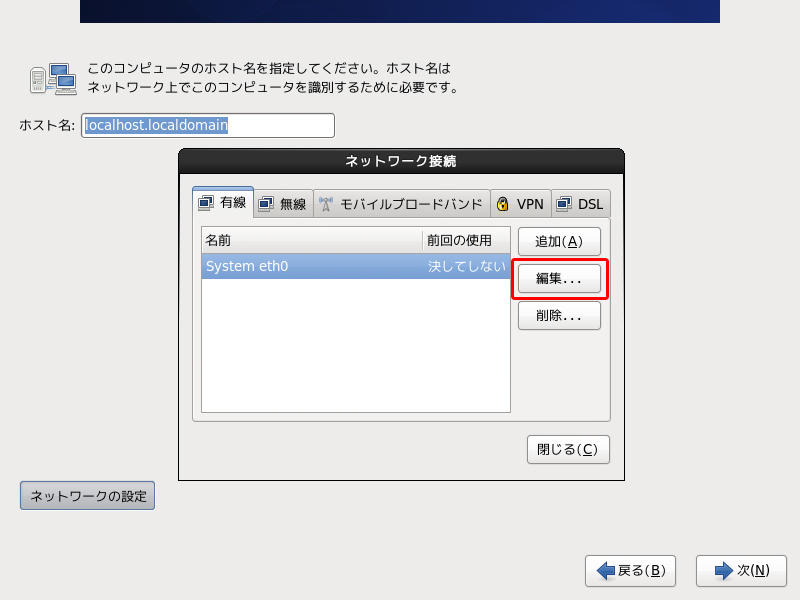 このコンピュータのホスト名を指定してください。ホスト名は
ネットワーク上でこのコンピュータを識別するために必要です。
ホスト名: localhost.localdomain
ネットワーク接続
有線 無線 モバイルブロードバンド VPN DSL
名前 前回の使用
System eth0 決してしない
追加(A)
編集...
削除...
閉じる(C)
ネットワークの設定
戻る(B) 次(N)